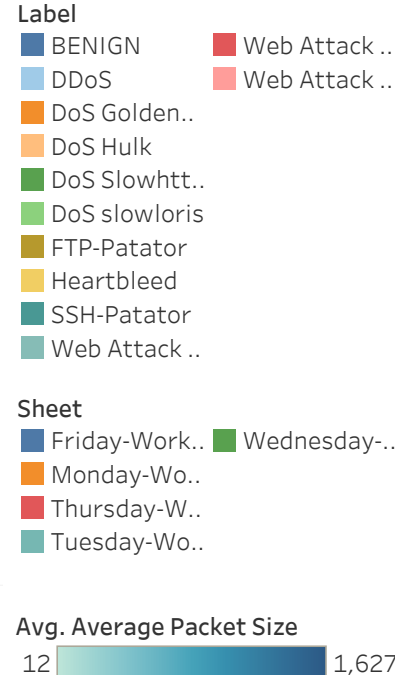 Label
BENIGN
DDoS
DoS Golden..
DoS Hulk
DoS Slowhtt..
DoS slowloris
FTP-Patator
Heartbleed
SSH-Patator
Web Attack ..
Web Attack ..
Web Attack ..
Sheet
Friday-Work..
Monday-Wo..
Thursday-W..
Tuesday-Wo..
Wednesday-..
Avg. Average Packet Size
12 1,627